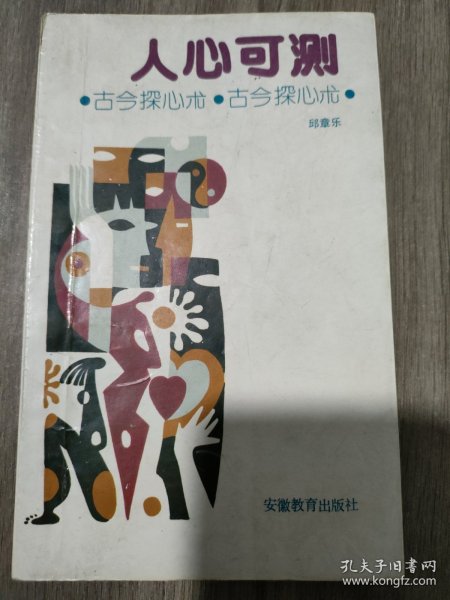 人心可测
•古今探心术•古今探心术•
邱章乐
安徽教育出版社
孔夫子旧书网
www.kongfz.com